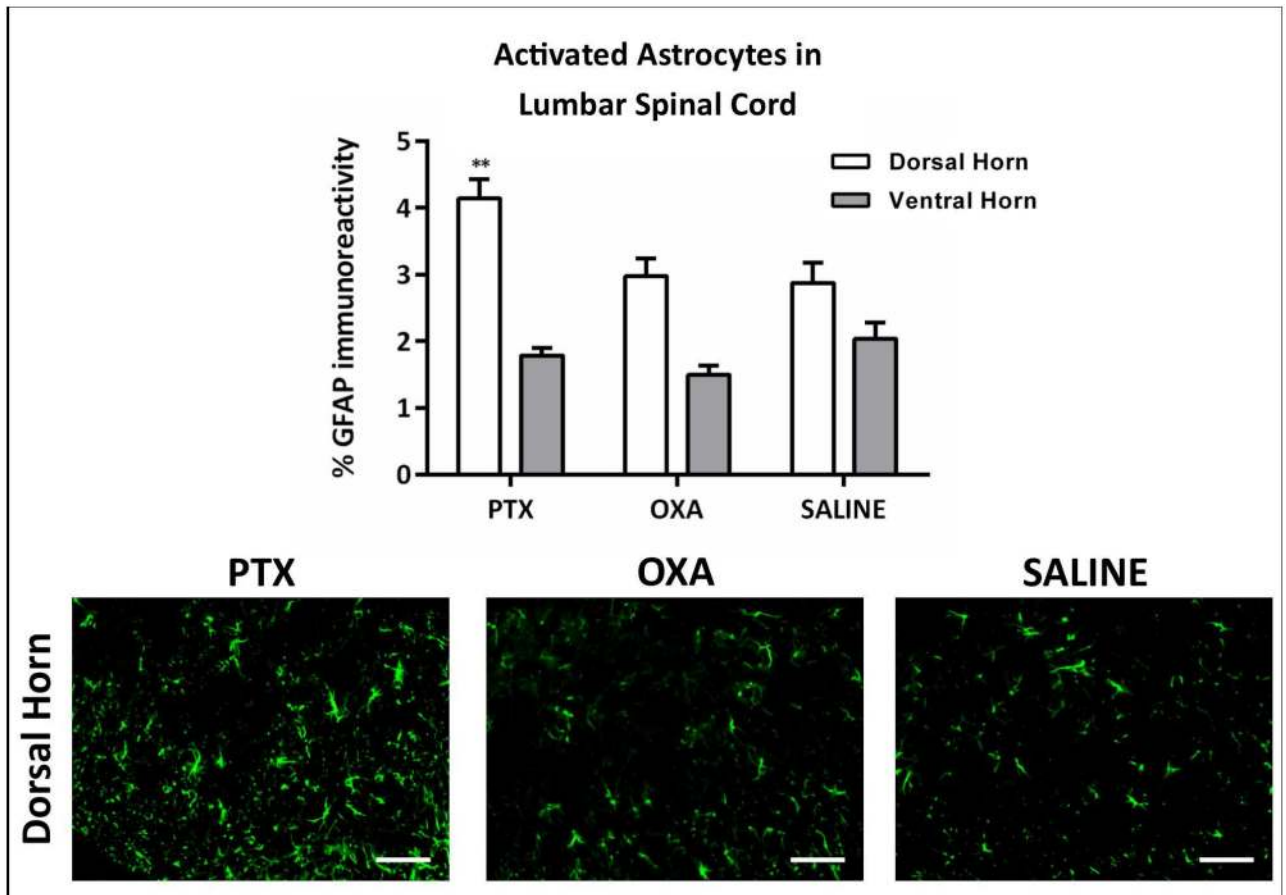 Activated Astrocytes in
Lumbar Spinal Cord
% GFAP immunoreactivity
5
4
3
2
1
0
**
Dorsal Horn
Ventral Horn
PTX OXA SALINE
PTX OXA SALINE
Dorsal Horn